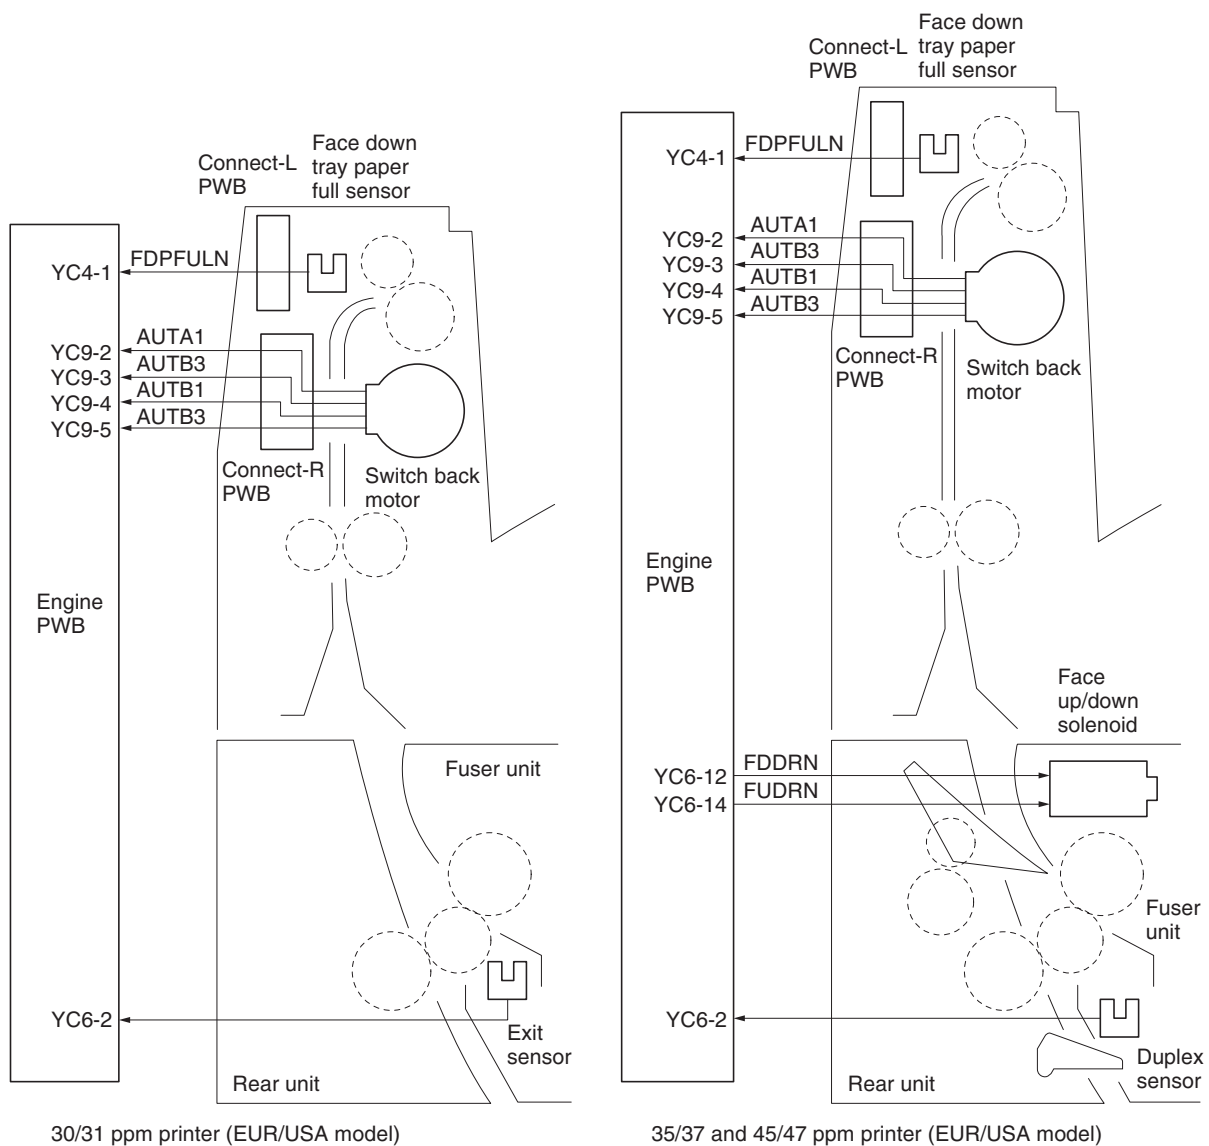 Connect-L
PWB
Face down
tray paper
full sensor
YC4-1
FDPFULN
YC9-2
AUTA1
YC9-3
AUTB3
YC9-4
AUTB1
YC9-5
AUTB3
Connect-R
PWB
Switch back
motor
Engine
PWB
Fuser unit
YC6-2
Exit
sensor
Rear unit
30/31 ppm printer (EUR/USA model)
Connect-L
PWB
Face down
tray paper
full sensor
YC4-1
FDPFULN
YC9-2
AUTA1
YC9-3
AUTB3
YC9-4
AUTB1
YC9-5
AUTB3
Connect-R
PWB
Switch back
motor
Engine
PWB
Face
up/down
solenoid
YC6-12
FDDRN
YC6-14
FUDRN
Fuser
unit
YC6-2
Duplex
sensor
Rear unit
35/37 and 45/47 ppm printer (EUR/USA model)